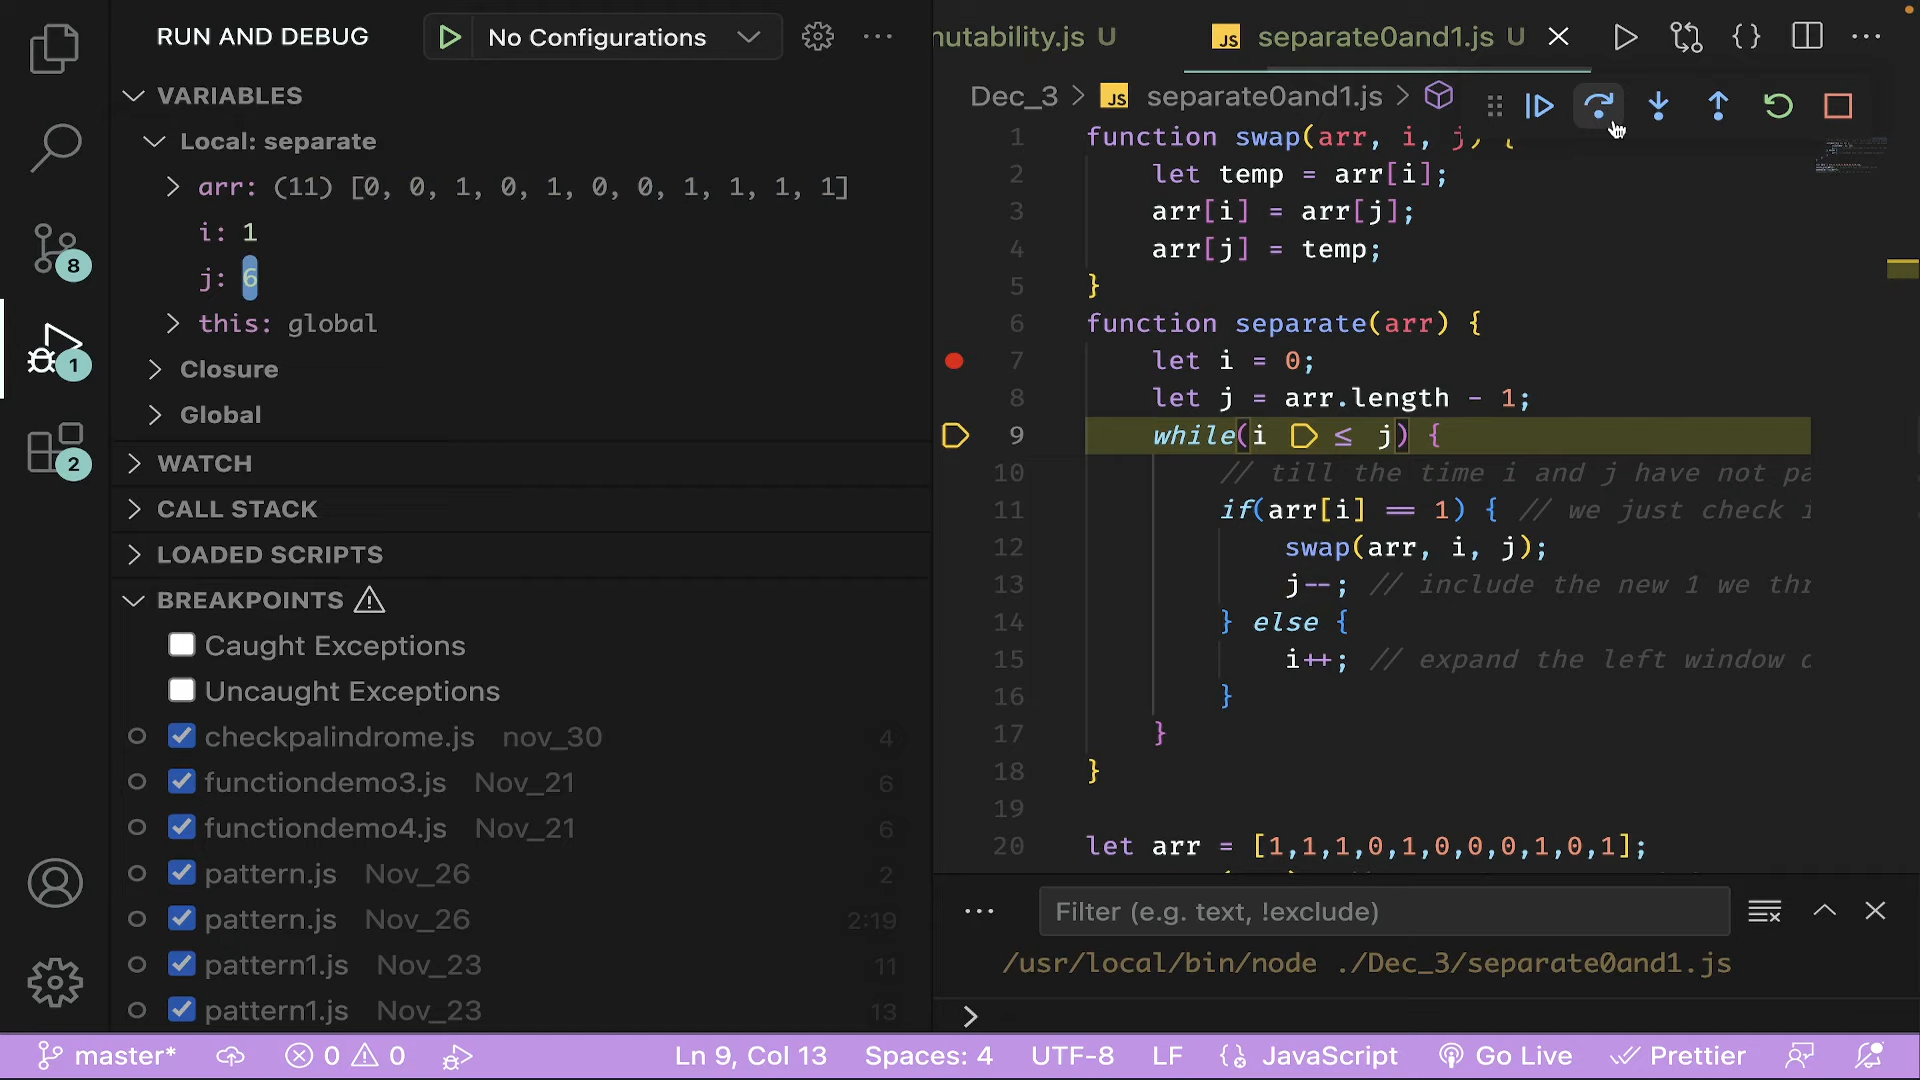 RUN AND DEBUG
No Configurations
VARIABLES
Local: separate
arr: (11) [0, 0, 1, 0, 1, 0, 0, 1, 1, 1, 1]
i: 1
j: 6
this: global
Closure
Global
WATCH
CALL STACK
LOADED SCRIPTS
BREAKPOINTS
Caught Exceptions
Uncaught Exceptions
checkpalindrome.js nov_30 4
functiondemo3.js Nov_21 6
functiondemo4.js Nov_21 6
pattern.js Nov_26 2
pattern.js Nov_26 2:19
pattern1.js Nov_23 11
pattern1.js Nov_23 13
8
1
2
utability.js U
JS separate0and1.js U
Dec_3 > JS separate0and1.js >
1 function swap(arr, i, j) {
2 let temp = arr[i];
3 arr[i] = arr[j];
4 arr[j] = temp;
5 }
6 function separate(arr) {
7 let i = 0;
8 let j = arr.length - 1;
9 while(i ≤ j) {
10 // till the time i and j have not pa
11 if(arr[i] == 1) { // we just check i
12 swap(arr, i, j);
13 j--; // include the new 1 we thr
14 } else {
15 i++; // expand the left window
16 }
17 }
18 }
19
20 let arr = [1,1,1,0,1,0,0,0,1,0,1];
Filter (e.g. text, !exclude)
/usr/local/bin/node ./Dec_3/separate0and1.js
>
master* 0 0 Ln 9, Col 13 Spaces: 4 UTF-8 LF JavaScript Go Live Prettier